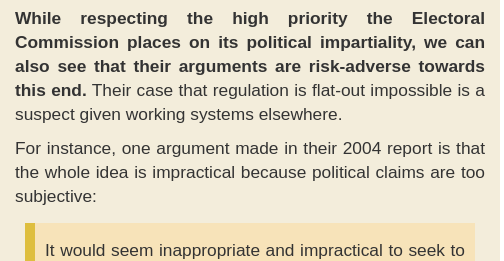 While respecting the high priority the Electoral
Commission places on its political impartiality, we can
also see that their arguments are risk-adverse towards
this end. Their case that regulation is flat-out impossible is a
suspect given working systems elsewhere.
For instance, one argument made in their 2004 report is that
the whole idea is impractical because political claims are too
subjective:
It would seem inappropriate and impractical to seek to